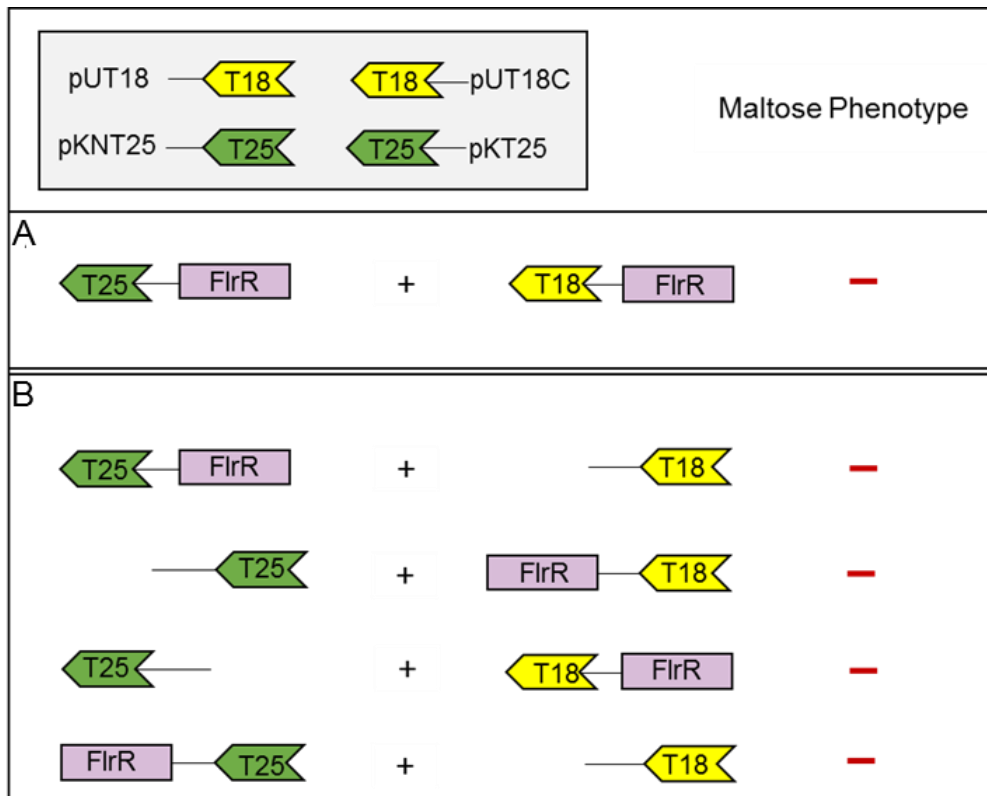 pUT18 T18 T18 pUT18C
Maltose Phenotype
pKNT25 T25 T25 pKT25
A
T25 FlrR + T18 FlrR −
B
T25 FlrR + T18 −
T25 + FlrR T18 −
T25 + T18 FlrR −
FlrR T25 + T18 −